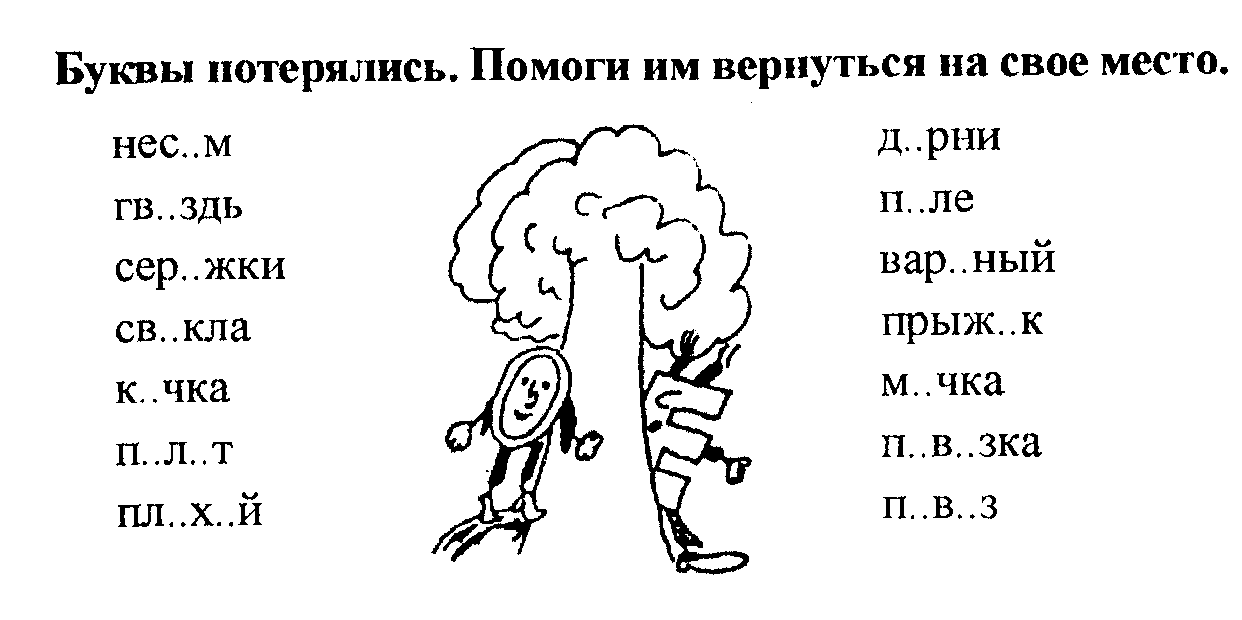 Буквы потерялись. Помоги им вернуться на свое место.
нес..м
гв..здь
сер..жки
св..кла
к..чка
п..л..т
пл..х..й
д..рни
п..ле
вар..ный
прыж..к
м..чка
п..в..зка
п..в..з